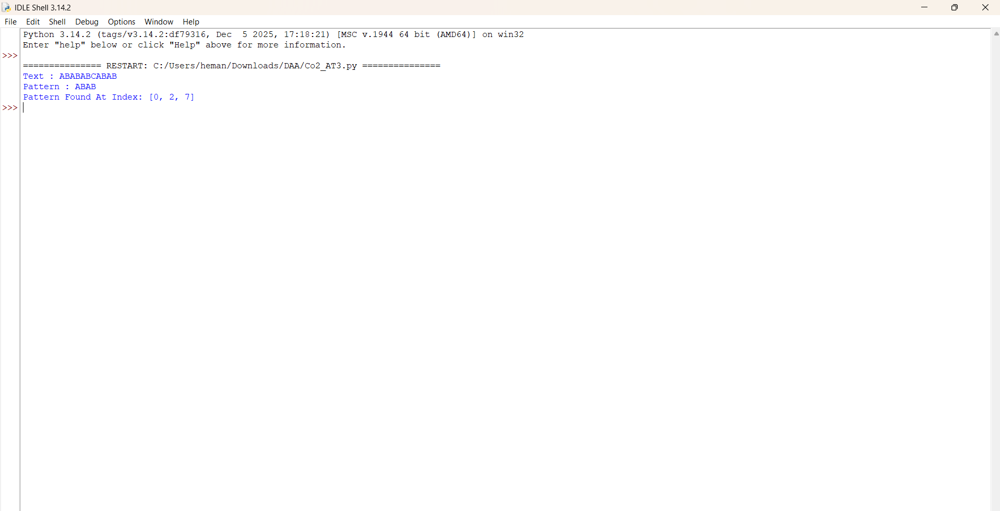 IDLE Shell 3.14.2
File Edit Shell Debug Options Window Help
Python 3.14.2 (tags/v3.14.2:df79316, Dec  5 2025, 17:18:21) [MSC v.1944 64 bit (AMD64)] on win32
Enter "help" below or click "Help" above for more information.
>>>
=============== RESTART: C:/Users/heman/Downloads/DAA/Co2_AT3.py ===============
Text : ABABABCABAB
Pattern : ABAB
Pattern Found At Index: [0, 2, 7]
>>>